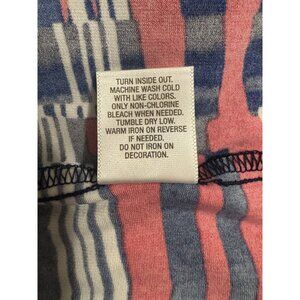 TURN INSIDE OUT.
MACHINE WASH COLD
WITH LIKE COLORS.
ONLY NON-CHLORINE
BLEACH WHEN NEEDED.
TUMBLE DRY LOW.
WARM IRON ON REVERSE
IF NEEDED.
DO NOT IRON ON
DECORATION.